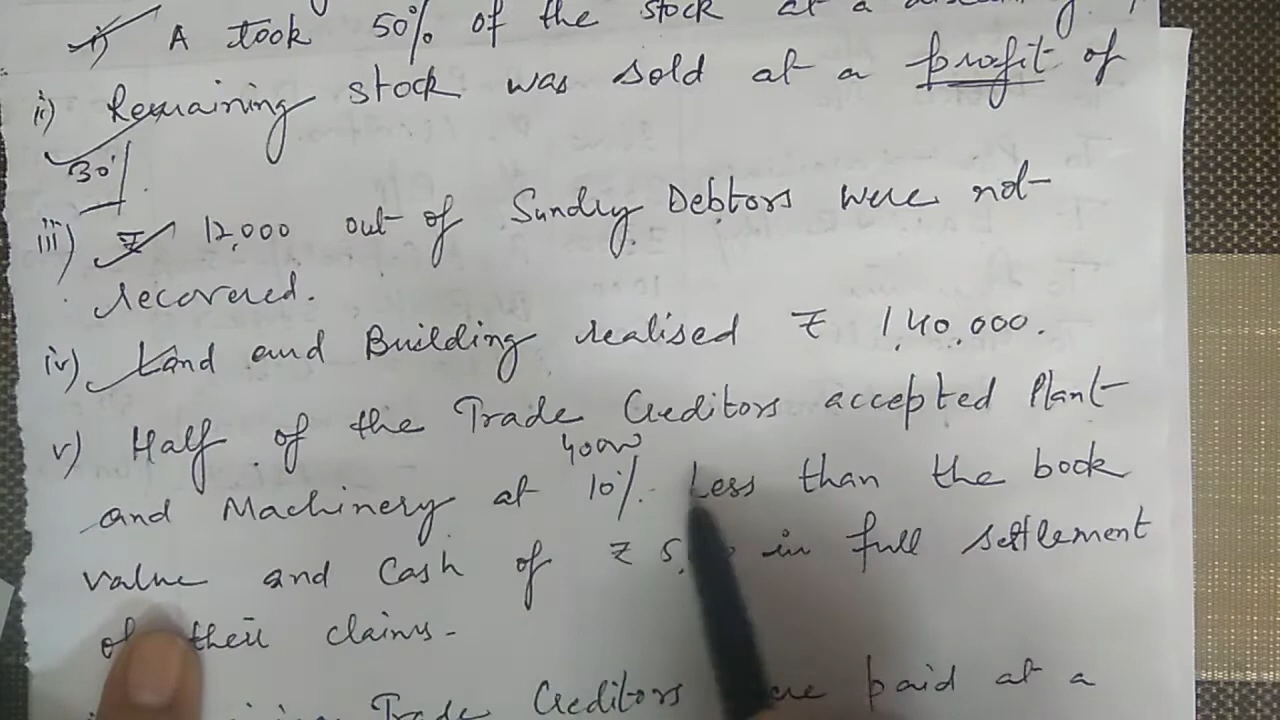 i) A took 50% of the stock at a
ii) Remaining stock was sold at a profit of
30%.
iii) ₹ 12,000 out of Sundry Debtors were not
recovered.
iv) Land and Building realised ₹ 1,40,000.
v) Half of the Trade Creditors accepted Plant
and Machinery at 10% Less than the book
value and Cash of ₹ 5, in full settlement
of their claims.
Trade Creditors paid at a